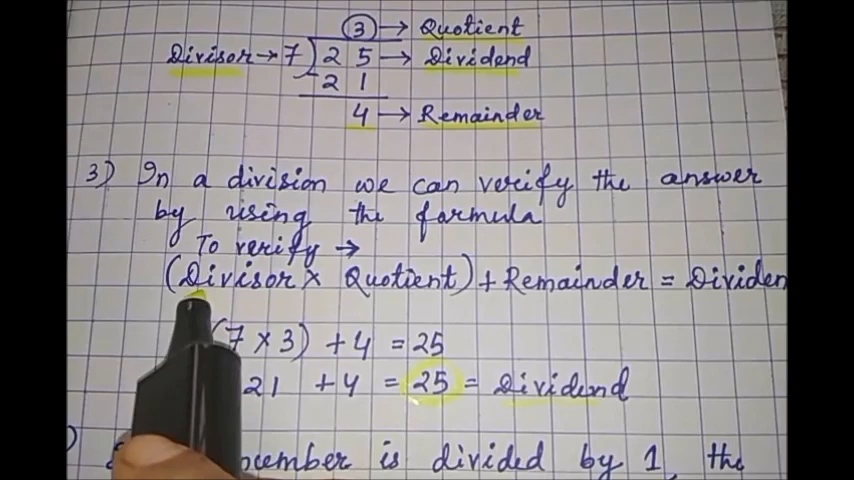 3 → Quotient
Divisor → 7 ) 2 5 → Dividend
- 2 1
4 → Remainder
3) In a division we can verify the answer
by using the formula
To verify →
(Divisor × Quotient) + Remainder = Dividen
(7 × 3) + 4 = 25
21 + 4 = 25 = Dividend
is divided by 1, the